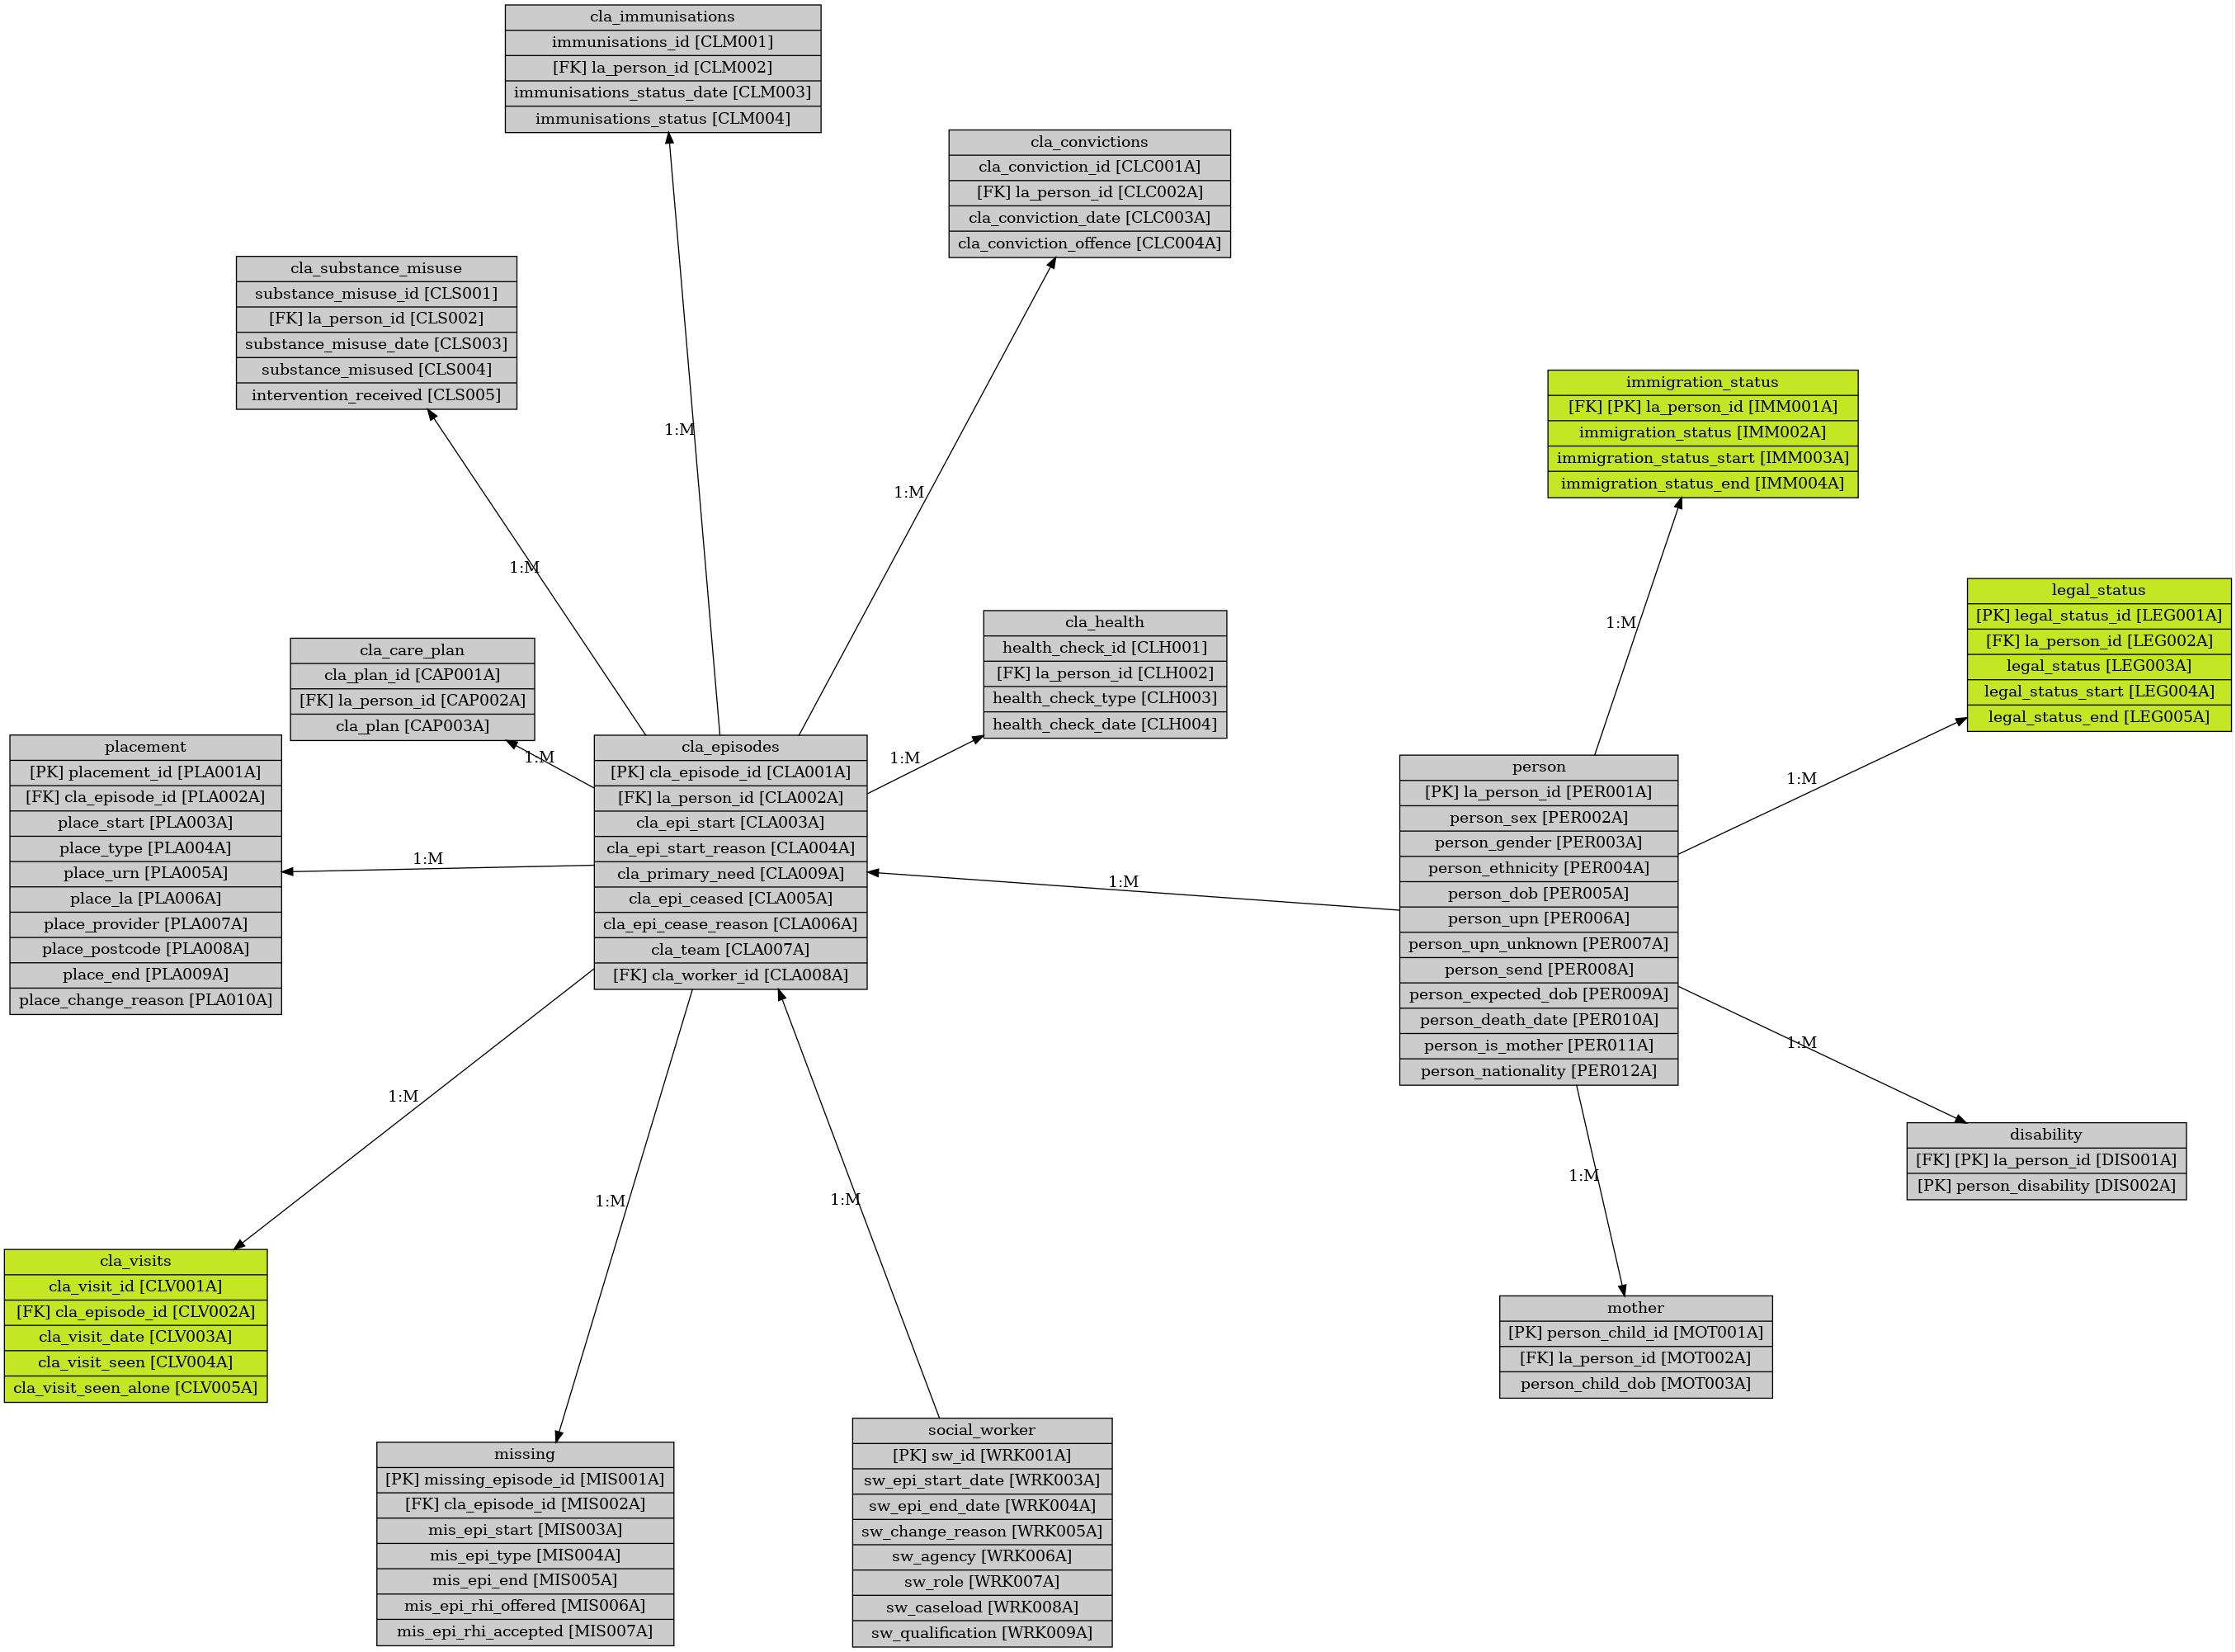 cla_immunisations
immunisations_id [CLM001]
[FK] la_person_id [CLM002]
immunisations_status_date [CLM003]
immunisations_status [CLM004]
cla_convictions
cla_conviction_id [CLC001A]
[FK] la_person_id [CLC002A]
cla_conviction_date [CLC003A]
cla_conviction_offence [CLC004A]
cla_substance_misuse
substance_misuse_id [CLS001]
[FK] la_person_id [CLS002]
substance_misuse_date [CLS003]
substance_misused [CLS004]
intervention_received [CLS005]
immigration_status
[FK] [PK] la_person_id [IMM001A]
immigration_status [IMM002A]
immigration_status_start [IMM003A]
immigration_status_end [IMM004A]
1:M
1:M
1:M
1:M
legal_status
[PK] legal_status_id [LEG001A]
[FK] la_person_id [LEG002A]
legal_status [LEG003A]
legal_status_start [LEG004A]
legal_status_end [LEG005A]
cla_health
health_check_id [CLH001]
[FK] la_person_id [CLH002]
health_check_type [CLH003]
health_check_date [CLH004]
cla_care_plan
cla_plan_id [CAP001A]
[FK] la_person_id [CAP002A]
cla_plan [CAP003A]
1:M
1:M
1:M
placement
[PK] placement_id [PLA001A]
[FK] cla_episode_id [PLA002A]
place_start [PLA003A]
place_type [PLA004A]
place_urn [PLA005A]
place_la [PLA006A]
place_provider [PLA007A]
place_postcode [PLA008A]
place_end [PLA009A]
place_change_reason [PLA010A]
1:M
cla_episodes
[PK] cla_episode_id [CLA001A]
[FK] la_person_id [CLA002A]
cla_epi_start [CLA003A]
cla_epi_start_reason [CLA004A]
cla_primary_need [CLA009A]
cla_epi_ceased [CLA005A]
cla_epi_cease_reason [CLA006A]
cla_team [CLA007A]
[FK] cla_worker_id [CLA008A]
1:M
person
[PK] la_person_id [PER001A]
person_sex [PER002A]
person_gender [PER003A]
person_ethnicity [PER004A]
person_dob [PER005A]
person_upn [PER006A]
person_upn_unknown [PER007A]
person_send [PER008A]
person_expected_dob [PER009A]
person_death_date [PER010A]
person_is_mother [PER011A]
person_nationality [PER012A]
1:M
1:M
1:M
1:M
1:M
disability
[FK] [PK] la_person_id [DIS001A]
[PK] person_disability [DIS002A]
cla_visits
cla_visit_id [CLV001A]
[FK] cla_episode_id [CLV002A]
cla_visit_date [CLV003A]
cla_visit_seen [CLV004A]
cla_visit_seen_alone [CLV005A]
mother
[PK] person_child_id [MOT001A]
[FK] la_person_id [MOT002A]
person_child_dob [MOT003A]
missing
[PK] missing_episode_id [MIS001A]
[FK] cla_episode_id [MIS002A]
mis_epi_start [MIS003A]
mis_epi_type [MIS004A]
mis_epi_end [MIS005A]
mis_epi_rhi_offered [MIS006A]
mis_epi_rhi_accepted [MIS007A]
social_worker
[PK] sw_id [WRK001A]
sw_epi_start_date [WRK003A]
sw_epi_end_date [WRK004A]
sw_change_reason [WRK005A]
sw_agency [WRK006A]
sw_role [WRK007A]
sw_caseload [WRK008A]
sw_qualification [WRK009A]